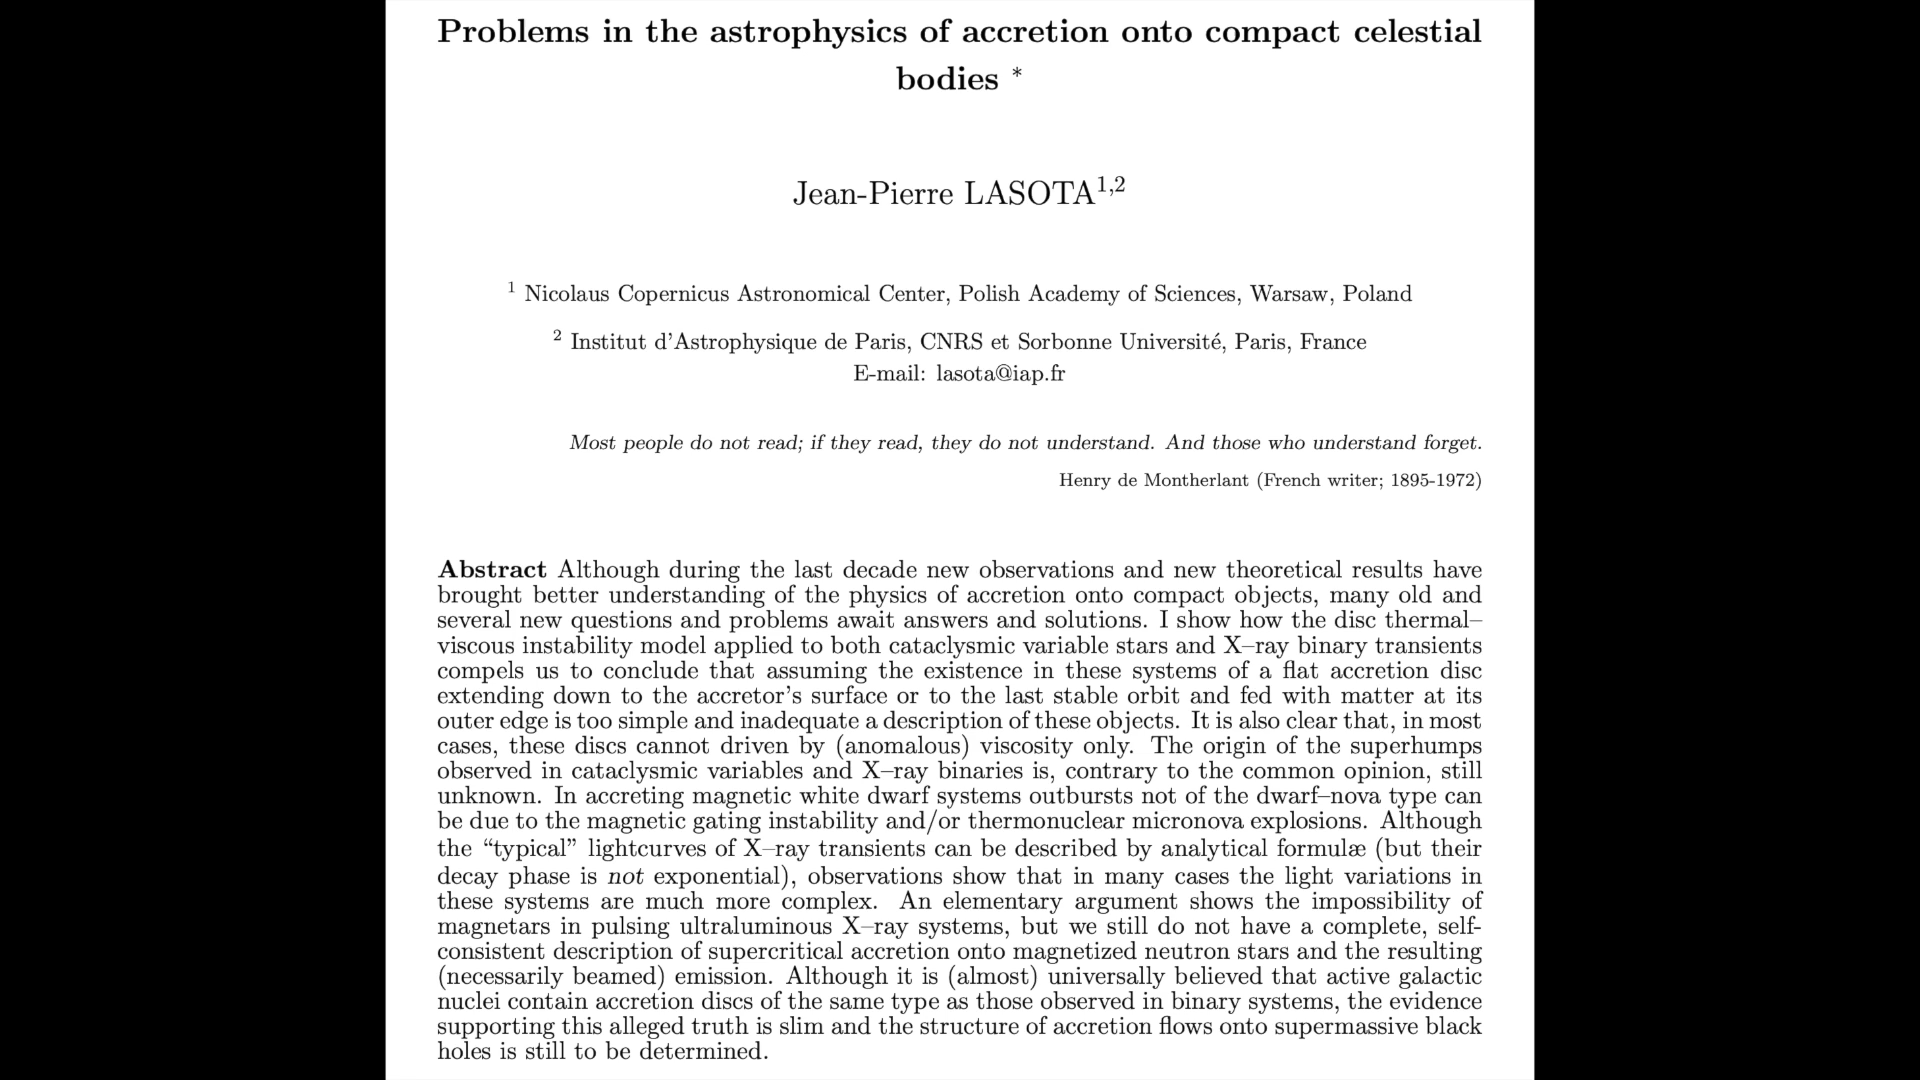 Problems in the astrophysics of accretion onto compact celestial
bodies *
Jean-Pierre LASOTA1,2
1 Nicolaus Copernicus Astronomical Center, Polish Academy of Sciences, Warsaw, Poland
2 Institut d'Astrophysique de Paris, CNRS et Sorbonne Université, Paris, France
E-mail: lasota@iap.fr
Most people do not read; if they read, they do not understand. And those who understand forget.
Henry de Montherlant (French writer; 1895-1972)
Abstract Although during the last decade new observations and new theoretical results have
brought better understanding of the physics of accretion onto compact objects, many old and
several new questions and problems await answers and solutions. I show how the disc thermal–
viscous instability model applied to both cataclysmic variable stars and X–ray binary transients
compels us to conclude that assuming the existence in these systems of a flat accretion disc
extending down to the accretor's surface or to the last stable orbit and fed with matter at its
outer edge is too simple and inadequate a description of these objects. It is also clear that, in most
cases, these discs cannot driven by (anomalous) viscosity only. The origin of the superhumps
observed in cataclysmic variables and X–ray binaries is, contrary to the common opinion, still
unknown. In accreting magnetic white dwarf systems outbursts not of the dwarf–nova type can
be due to the magnetic gating instability and/or thermonuclear micronova explosions. Although
the “typical” lightcurves of X–ray transients can be described by analytical formulæ (but their
decay phase is not exponential), observations show that in many cases the light variations in
these systems are much more complex. An elementary argument shows the impossibility of
magnetars in pulsing ultraluminous X–ray systems, but we still do not have a complete, self-
consistent description of supercritical accretion onto magnetized neutron stars and the resulting
(necessarily beamed) emission. Although it is (almost) universally believed that active galactic
nuclei contain accretion discs of the same type as those observed in binary systems, the evidence
supporting this alleged truth is slim and the structure of accretion flows onto supermassive black
holes is still to be determined.